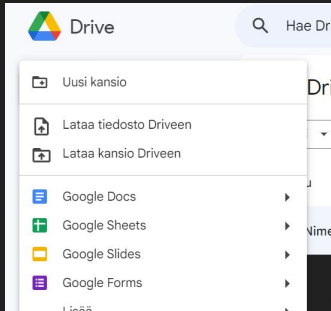 Drive
Hae Dr
Uusi kansio
Dri
Lataa tiedosto Driveen
Lataa kansio Driveen
Google Docs
Google Sheets
Nime
Google Slides
Google Forms
Lisää